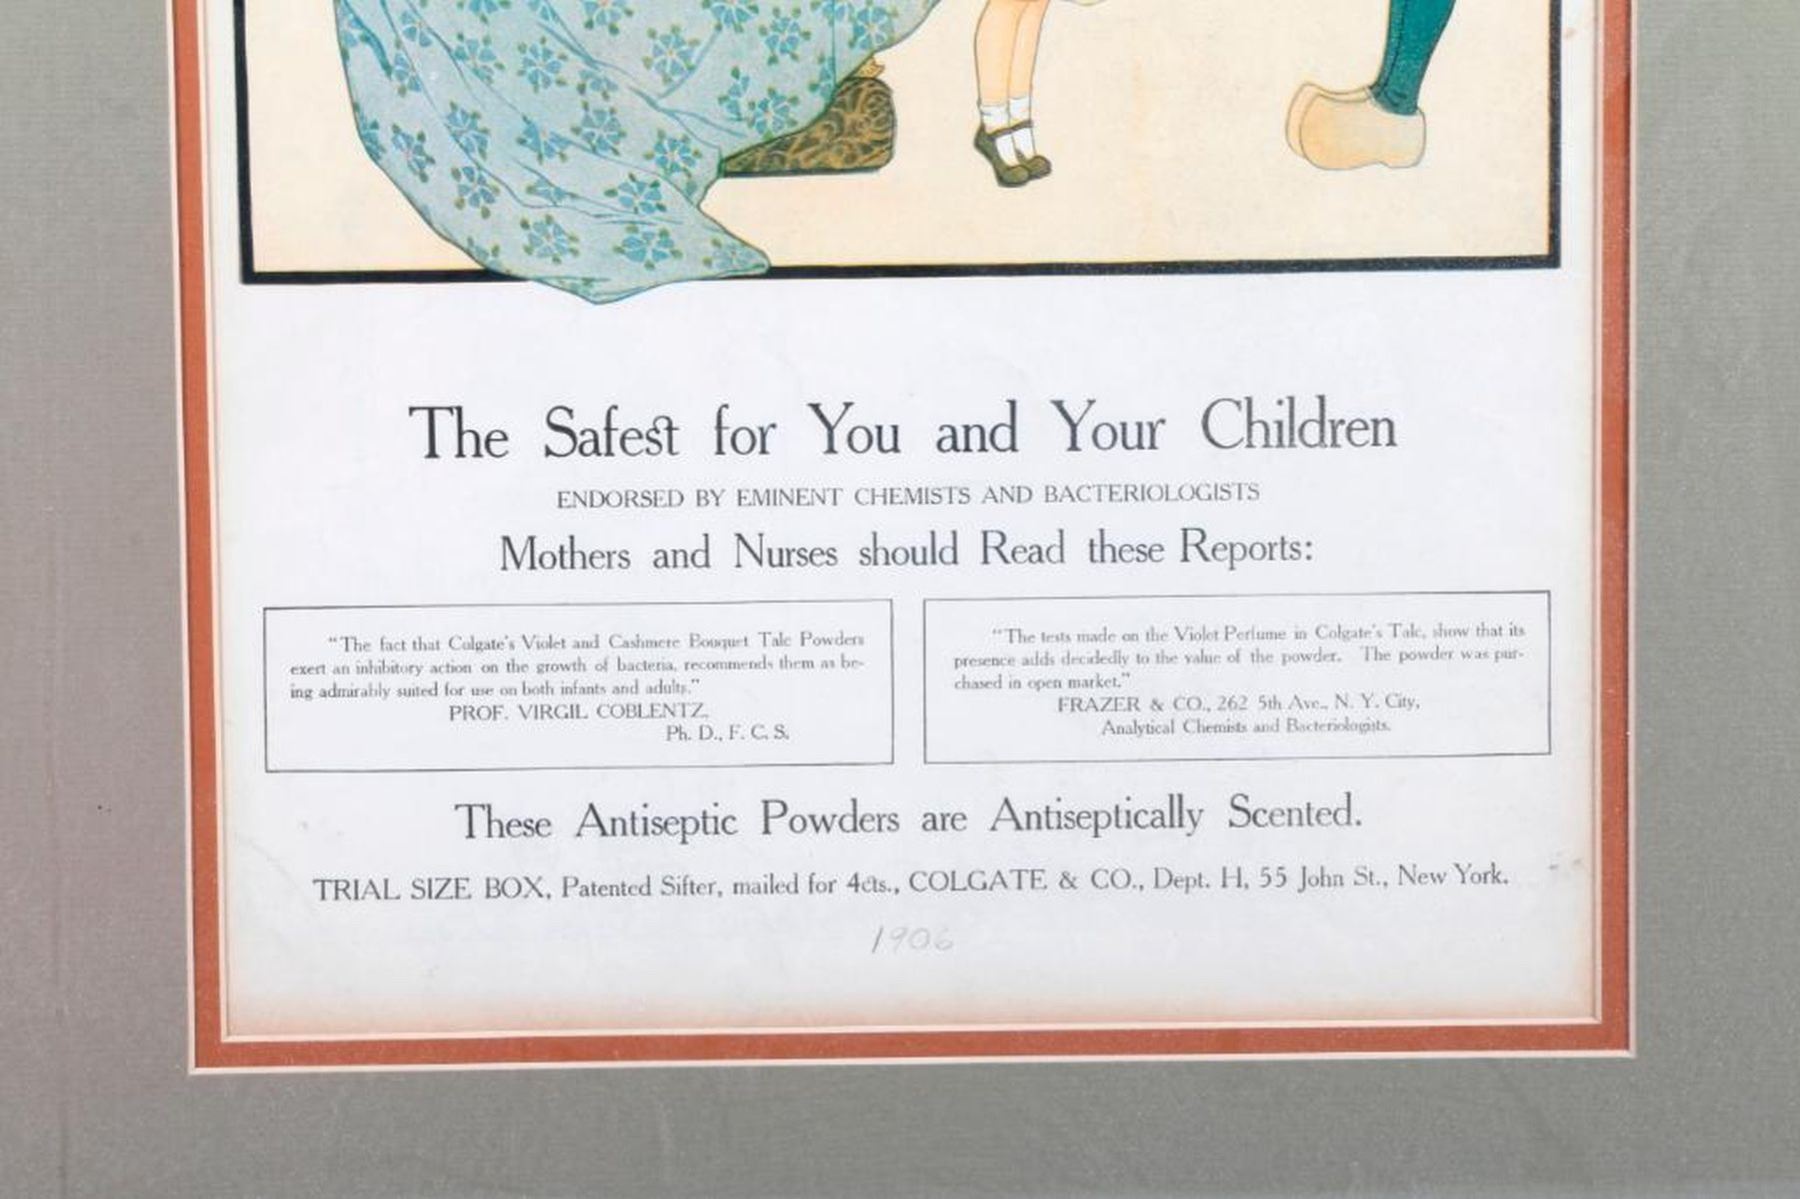 The Safest for You and Your Children
ENDORSED BY EMINENT CHEMISTS AND BACTERIOLOGISTS
Mothers and Nurses should Read these Reports:
"The fact that Colgate's Violet and Cashmere Bouquet Talc Powders
exert an inhibitory action on the growth of bacteria, recommends them as be-
ing admirably suited for use on both infants and adults."
PROF. VIRGIL COBLENTZ,
Ph. D., F. C. S.
"The tests made on the Violet Perfume in Colgate's Talc, show that its
presence adds decidedly to the value of the powder. The powder was pur-
chased in open market."
FRAZER & CO., 262 5th Ave., N. Y. City,
Analytical Chemists and Bacteriologists.
These Antiseptic Powders are Antiseptically Scented.
TRIAL SIZE BOX, Patented Sifter, mailed for 4cts., COLGATE & CO., Dept. H, 55 John St., New York.
1906